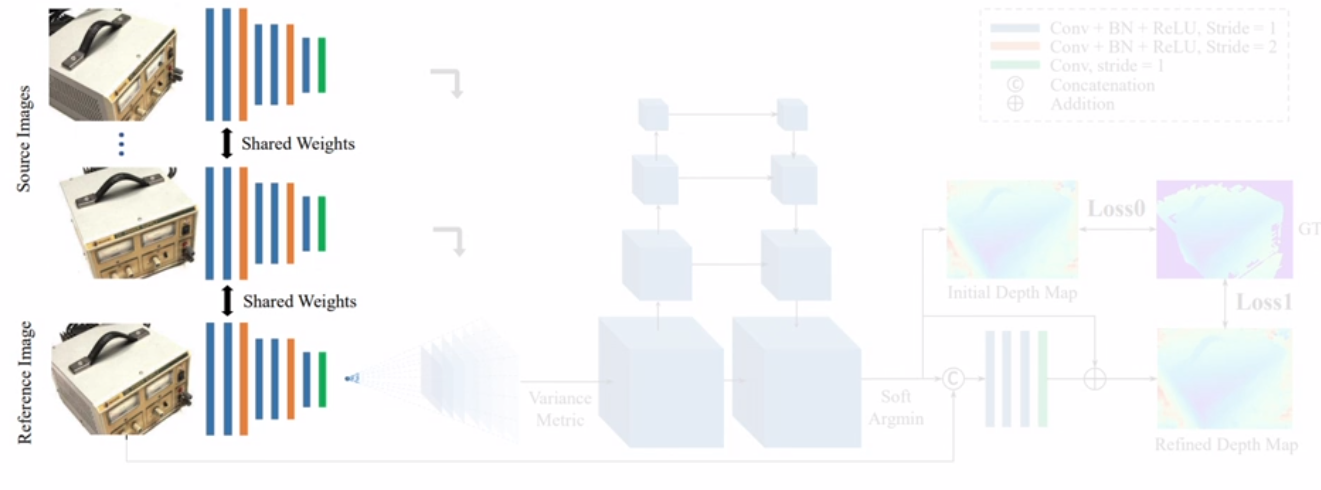 Source Images
Shared Weights
Shared Weights
Reference Image
Conv + BN + ReLU, Stride = 1
Conv + BN + ReLU, Stride = 2
Conv, stride = 1
C Concatenation
Addition
Variance
Metric
Soft
Argmin
C
Initial Depth Map
Loss0
GT
Loss1
Refined Depth Map